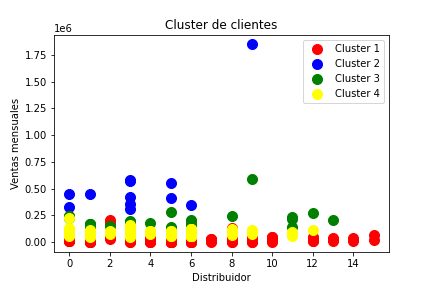 Cluster de clientes
1e6
Cluster 1
Cluster 2
Cluster 3
Cluster 4
1.75
1.50
1.25
1.00
0.75
0.50
0.25
0.00
Ventas mensuales
0 2 4 6 8 10 12 14
Distribuidor